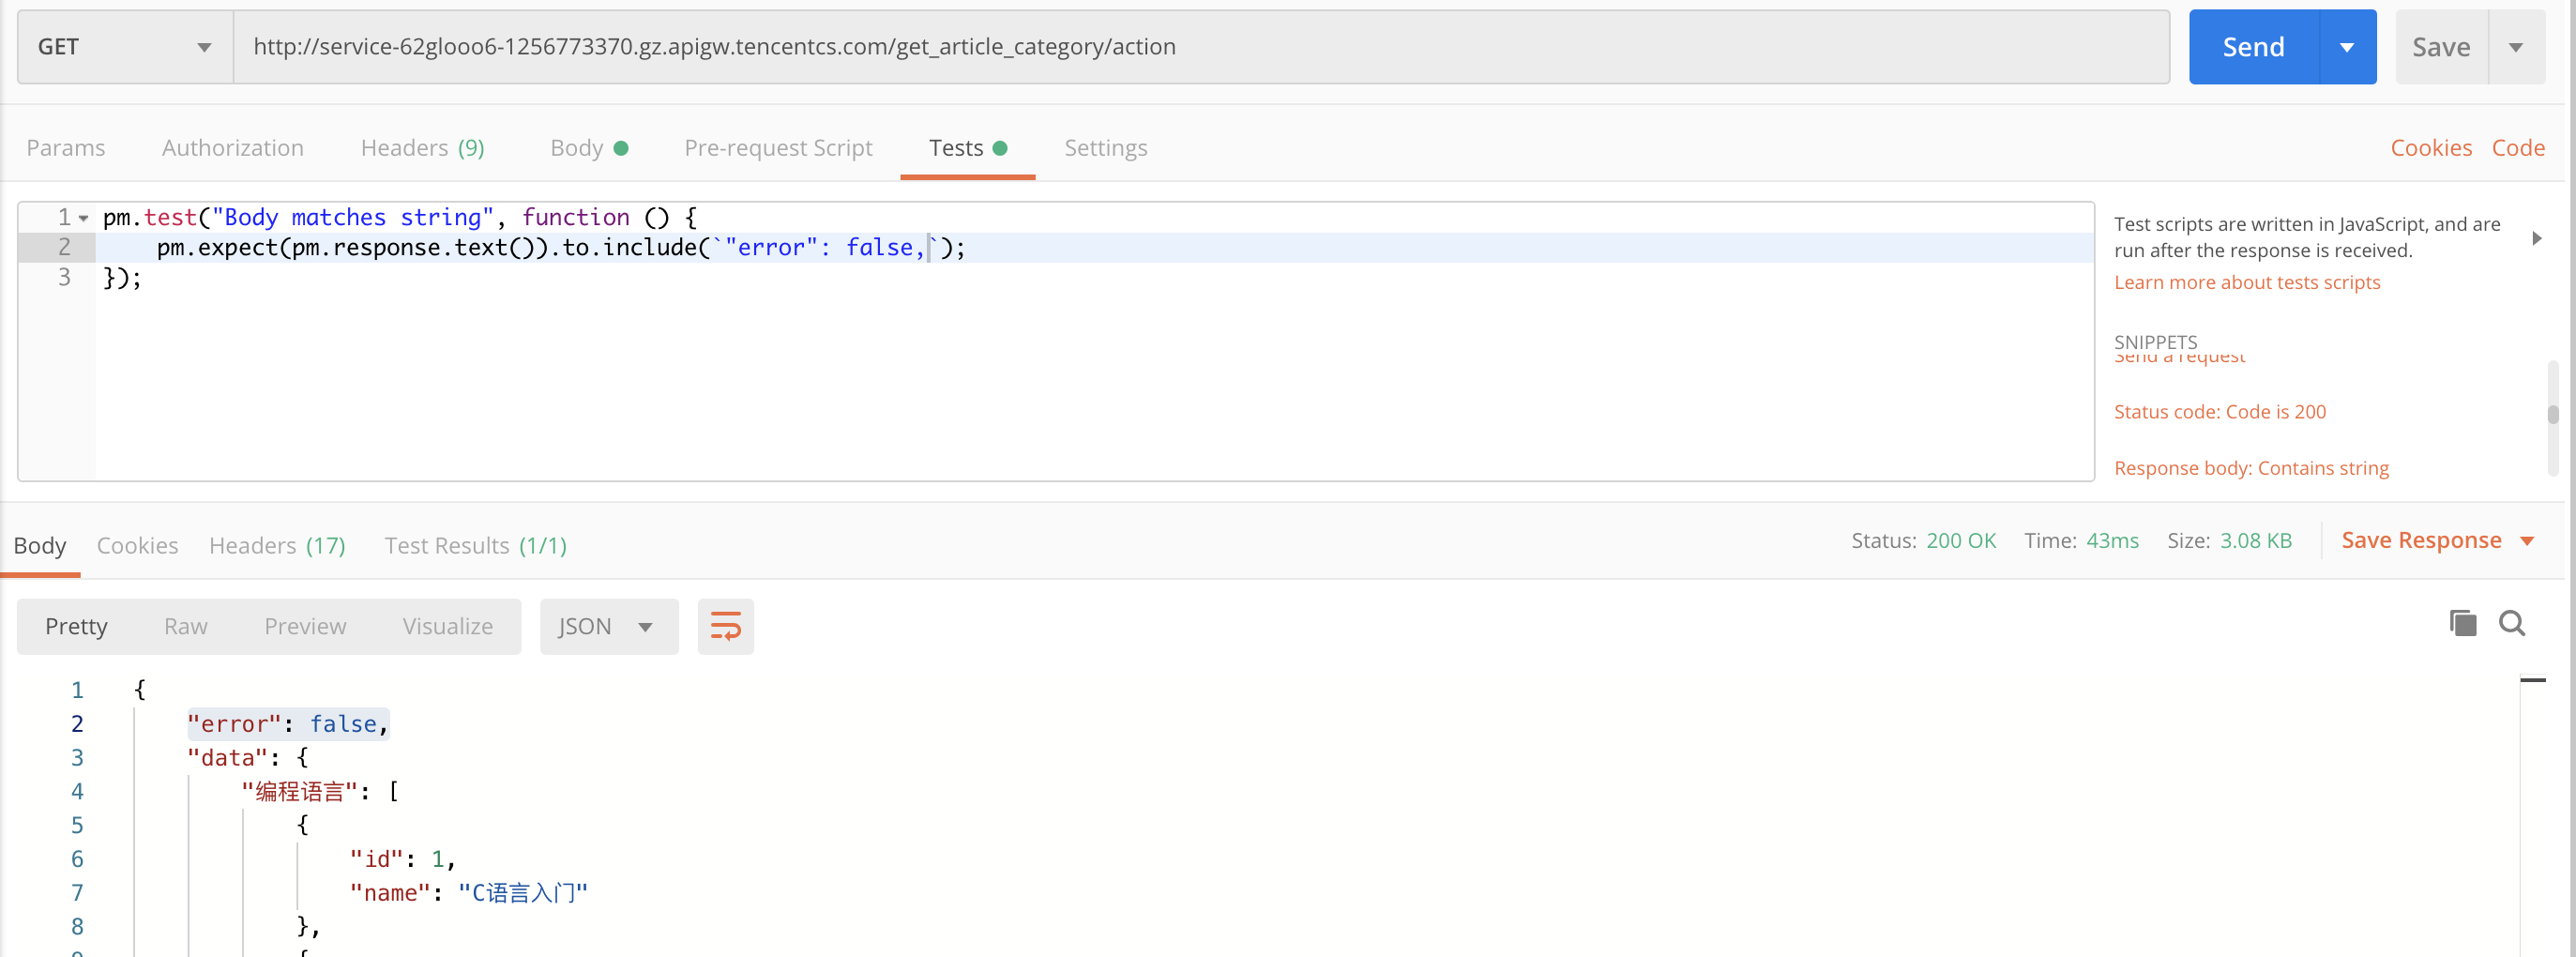 GET http://service-62glooo6-1256773370.gz.apigw.tencentcs.com/get_article_category/action Send Save
Params Authorization Headers (9) Body Pre-request Script Tests Settings Cookies Code
1 pm.test("Body matches string", function () {
2 pm.expect(pm.response.text()).to.include(`"error": false,`);
3 });
Test scripts are written in JavaScript, and are
run after the response is received.
Learn more about tests scripts
SNIPPETS
Send a request
Status code: Code is 200
Response body: Contains string
Body Cookies Headers (17) Test Results (1/1) Status: 200 OK Time: 43ms Size: 3.08 KB Save Response
Pretty Raw Preview Visualize JSON
1 {
2 "error": false,
3 "data": {
4 "编程语言": [
5 {
6 "id": 1,
7 "name": "C语言入门"
8 },
9 {